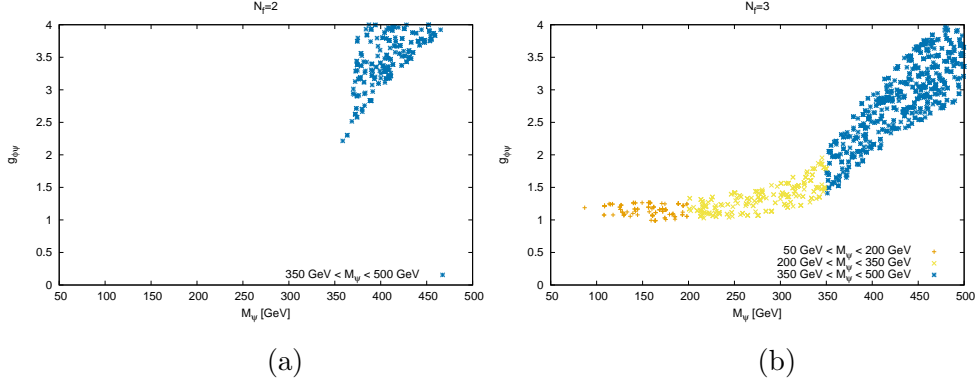 N_f=2
4
3.5
3
2.5
2
1.5
1
0.5
0
g_ϕψ
350 GeV < M_ψ < 500 GeV
50 100 150 200 250 300 350 400 450 500
M_ψ [GeV]
(a)
N_f=3
4
3.5
3
2.5
2
1.5
1
0.5
0
g_ϕψ
50 GeV < M_ψ < 200 GeV
200 GeV < M_ψ < 350 GeV
350 GeV < M_ψ < 500 GeV
50 100 150 200 250 300 350 400 450 500
M_ψ [GeV]
(b)